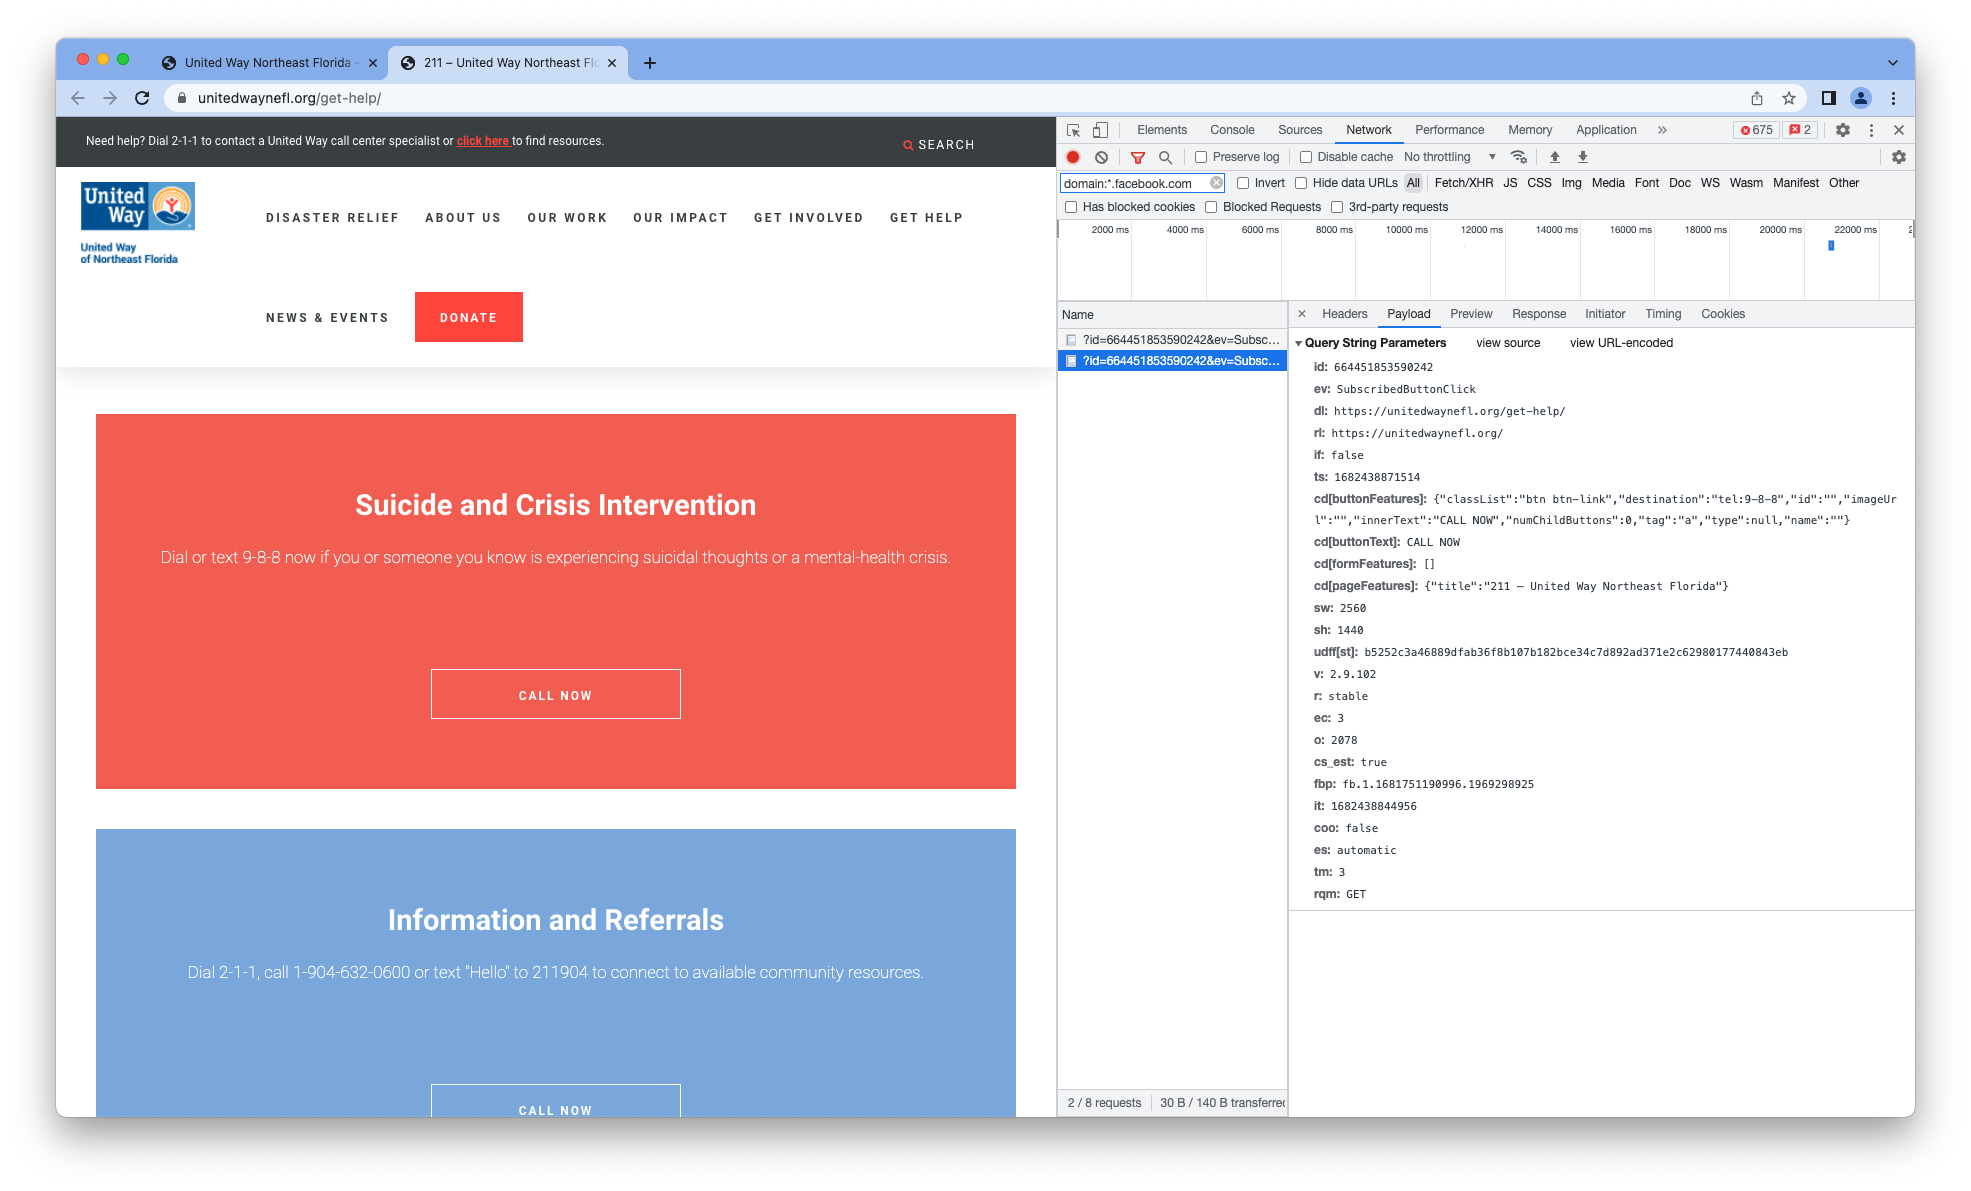 United Way Northeast Florida -
211 – United Way Northeast Flo
unitedwaynefl.org/get-help/
Need help? Dial 2-1-1 to contact a United Way call center specialist or click here to find resources.
SEARCH
United Way
United Way
of Northeast Florida
DISASTER RELIEF ABOUT US OUR WORK OUR IMPACT GET INVOLVED GET HELP
NEWS & EVENTS DONATE
Suicide and Crisis Intervention
Dial or text 9-8-8 now if you or someone you know is experiencing suicidal thoughts or a mental-health crisis.
CALL NOW
Information and Referrals
Dial 2-1-1, call 1-904-632-0600 or text "Hello" to 211904 to connect to available community resources.
CALL NOW
Elements Console Sources Network Performance Memory Application » 675 2
Preserve log Disable cache No throttling
domain:*.facebook.com Invert Hide data URLs All Fetch/XHR JS CSS Img Media Font Doc WS Wasm Manifest Other
Has blocked cookies Blocked Requests 3rd-party requests
2000 ms 4000 ms 6000 ms 8000 ms 10000 ms 12000 ms 14000 ms 16000 ms 18000 ms 20000 ms 22000 ms 2
Name
?id=664451853590242&ev=Subsc...
?id=664451853590242&ev=Subsc...
2 / 8 requests 30 B / 140 B transferred
Headers Payload Preview Response Initiator Timing Cookies
Query String Parameters view source view URL-encoded
id: 664451853590242
ev: SubscribedButtonClick
dl: https://unitedwaynefl.org/get-help/
rl: https://unitedwaynefl.org/
if: false
ts: 1682438871514
cd[buttonFeatures]: {"classList":"btn btn-link","destination":"tel:9-8-8","id":"","imageUr
l":"","innerText":"CALL NOW","numChildButtons":0,"tag":"a","type":null,"name":""}
cd[buttonText]: CALL NOW
cd[formFeatures]: []
cd[pageFeatures]: {"title":"211 – United Way Northeast Florida"}
sw: 2560
sh: 1440
udff[st]: b5252c3a46889dfab36f8b107b182bce34c7d892ad371e2c62980177440843eb
v: 2.9.102
r: stable
ec: 3
o: 2078
cs_est: true
fbp: fb.1.1681751190996.1969298925
it: 1682438844956
coo: false
es: automatic
tm: 3
rqm: GET